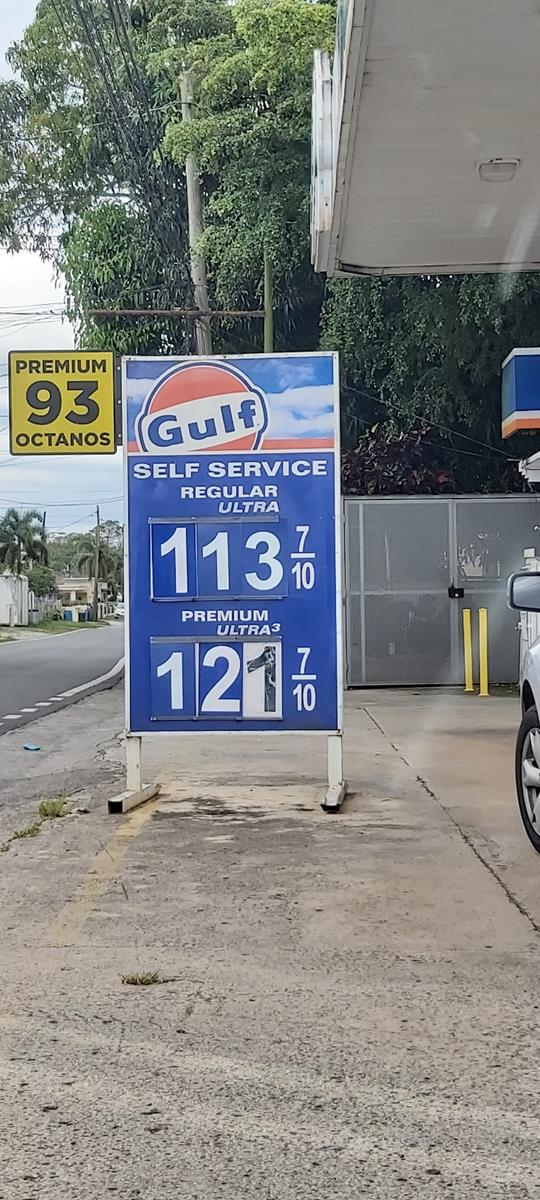 PREMIUM
93
OCTANOS
Gulf
SELF SERVICE
REGULAR
ULTRA
113 7/10
PREMIUM
ULTRA³
121 7/10